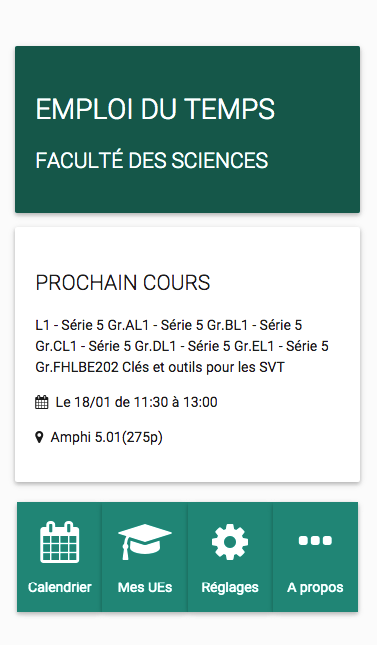 EMPLOI DU TEMPS
FACULTÉ DES SCIENCES
PROCHAIN COURS
L1 - Série 5 Gr.AL1 - Série 5 Gr.BL1 - Série 5
Gr.CL1 - Série 5 Gr.DL1 - Série 5 Gr.EL1 - Série 5
Gr.FHLBE202 Clés et outils pour les SVT
Le 18/01 de 11:30 à 13:00
Amphi 5.01(275p)
Calendrier Mes UEs Réglages A propos